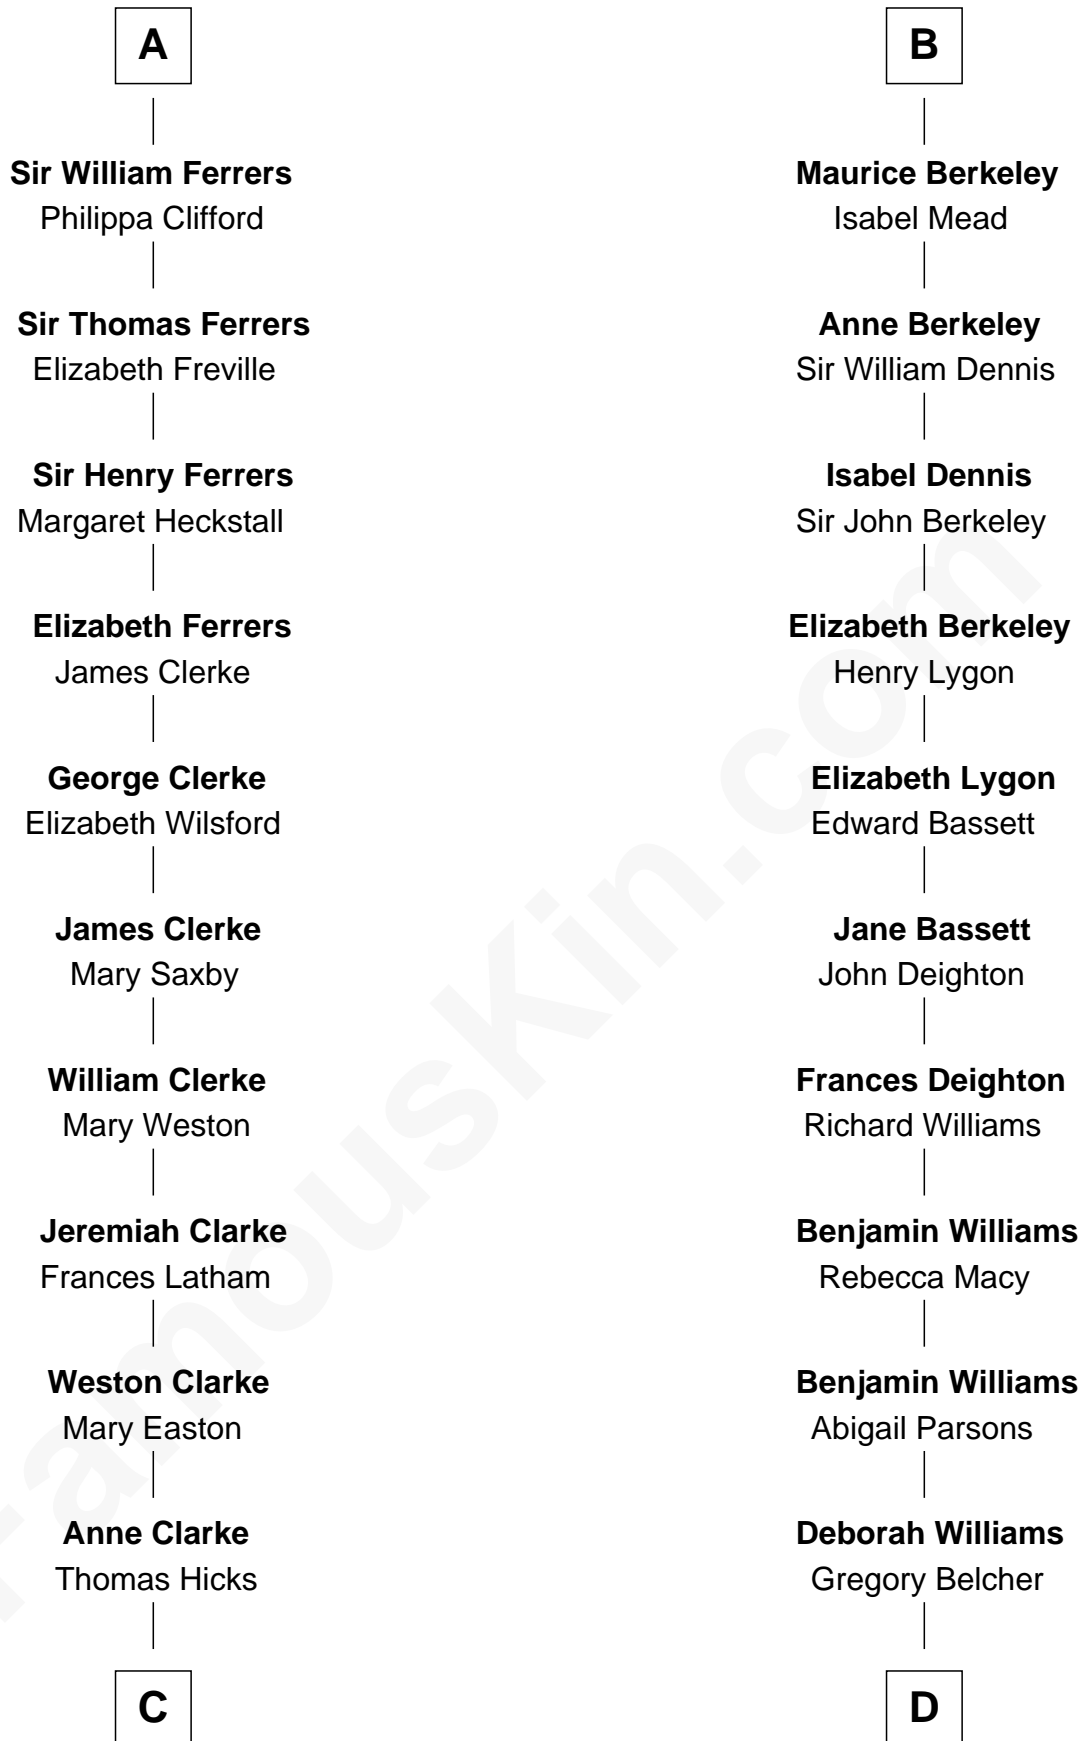 A
Sir William Ferrers
Philippa Clifford
Sir Thomas Ferrers
Elizabeth Freville
Sir Henry Ferrers
Margaret Heckstall
Elizabeth Ferrers
James Clerke
George Clerke
Elizabeth Wilsford
James Clerke
Mary Saxby
William Clerke
Mary Weston
Jeremiah Clarke
Frances Latham
Weston Clarke
Mary Easton
Anne Clarke
Thomas Hicks
C
B
Maurice Berkeley
Isabel Mead
Anne Berkeley
Sir William Dennis
Isabel Dennis
Sir John Berkeley
Elizabeth Berkeley
Henry Lygon
Elizabeth Lygon
Edward Bassett
Jane Bassett
John Deighton
Frances Deighton
Richard Williams
Benjamin Williams
Rebecca Macy
Benjamin Williams
Abigail Parsons
Deborah Williams
Gregory Belcher
D
FamousKin.com